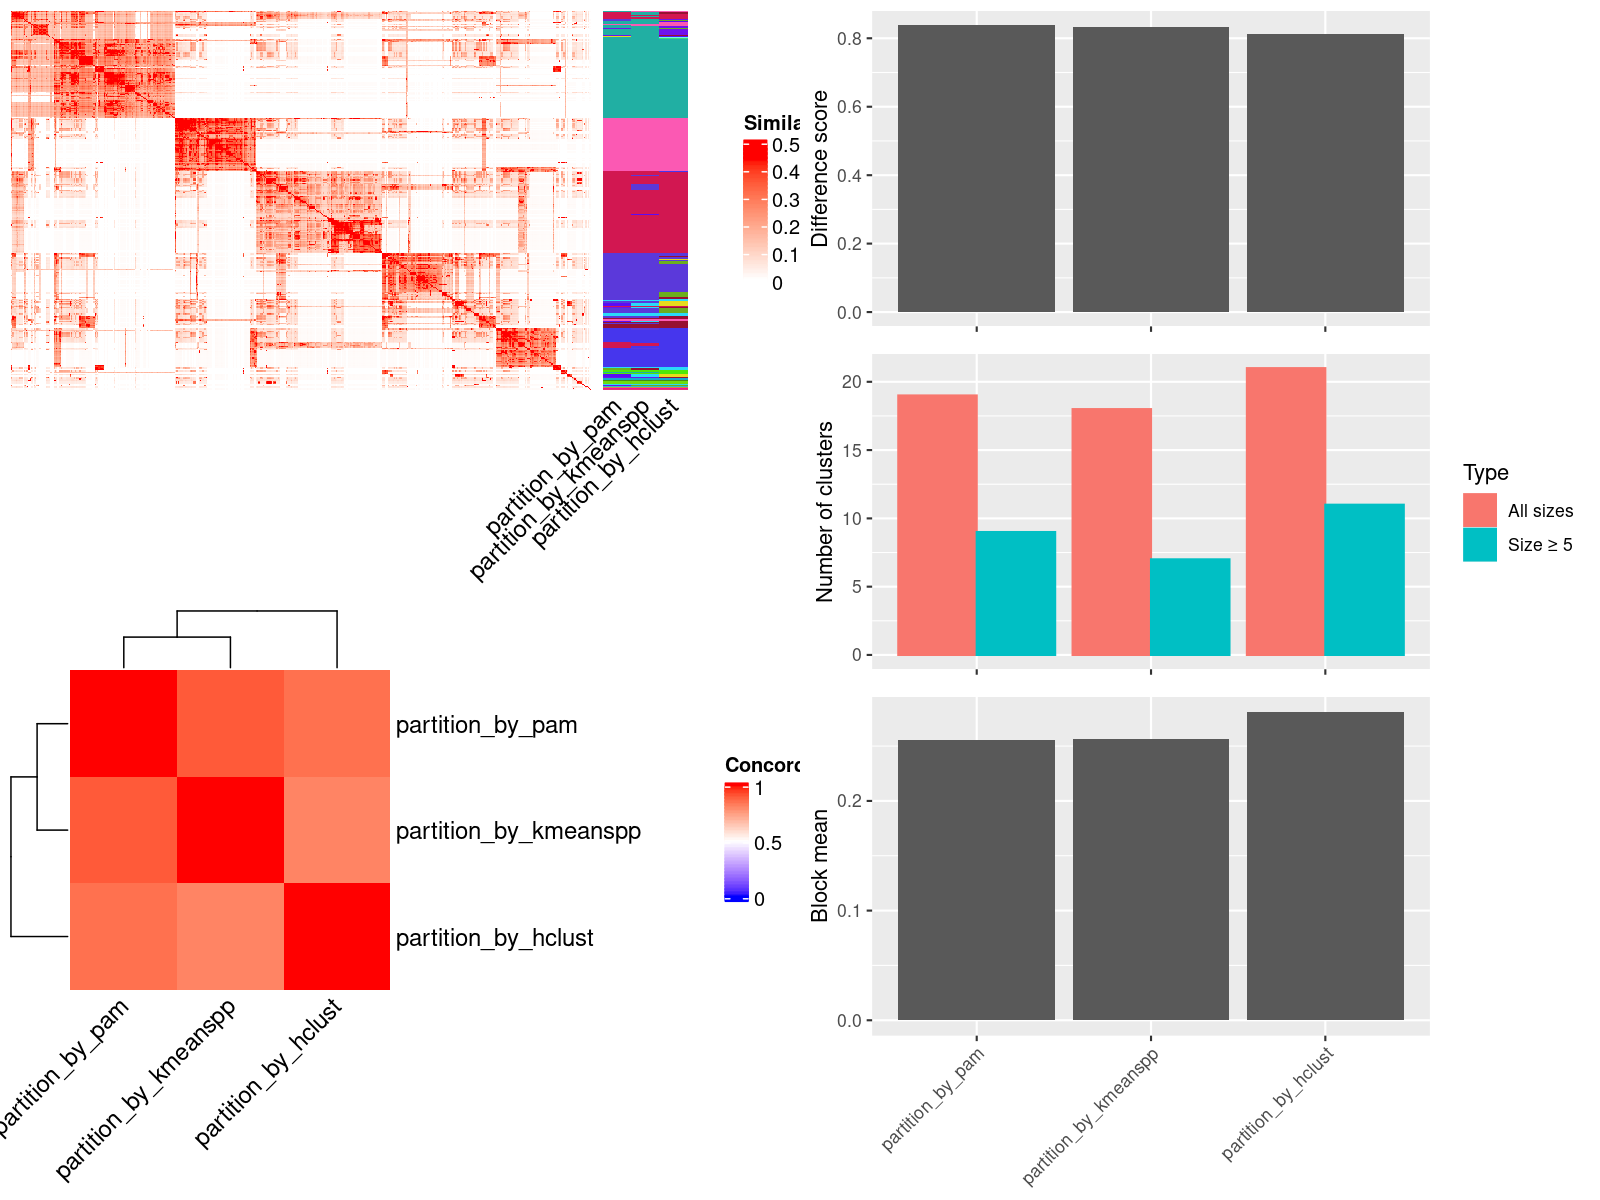 Simila
0.5
0.4
0.3
0.2
0.1
0
partition_by_pam
partition_by_kmeanspp
partition_by_hclust
partition_by_pam
partition_by_kmeanspp
partition_by_hclust
Concord
1
0.5
0
partition_by_pam
partition_by_kmeanspp
partition_by_hclust
Difference score
0.8
0.6
0.4
0.2
0.0
Number of clusters
20
15
10
5
0
Type
All sizes
Size ≥ 5
Block mean
0.2
0.1
0.0
partition_by_pam
partition_by_kmeanspp
partition_by_hclust